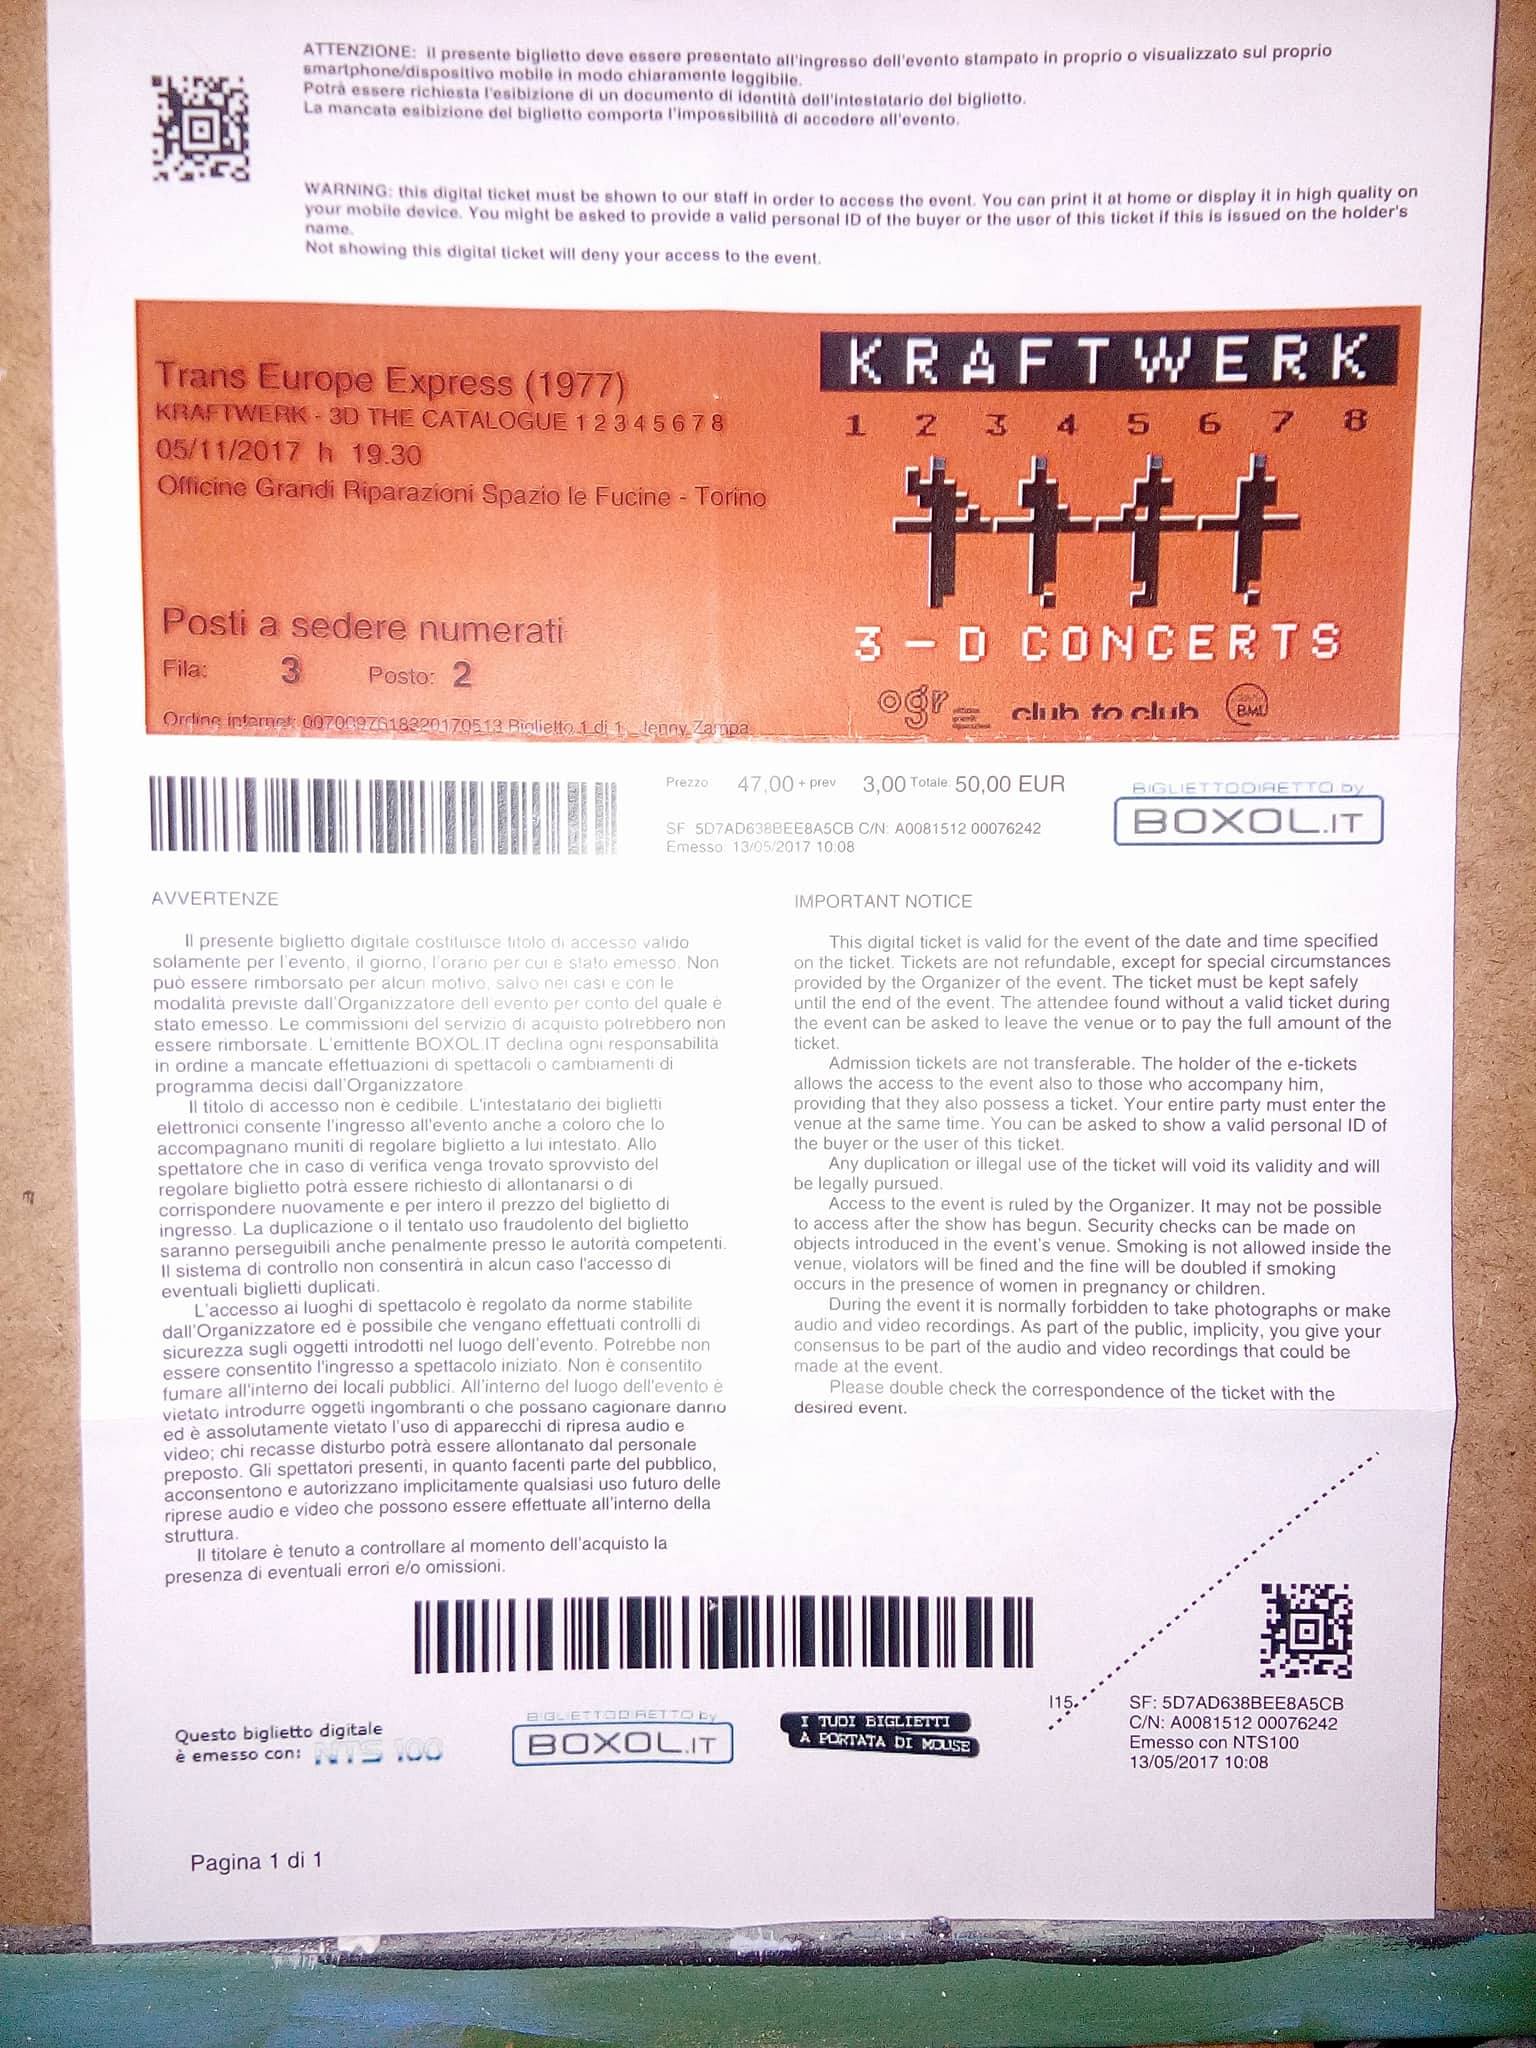 ATTENZIONE: il presente biglietto deve essere presentato all'ingresso dell'evento stampato in proprio o visualizzato sul proprio
smartphone/dispositivo mobile in modo chiaramente leggibile.
Potrà essere richiesta l'esibizione di un documento di identità dell'intestatario del biglietto.
La mancata esibizione del biglietto comporta l'impossibilità di accedere all'evento.
WARNING: this digital ticket must be shown to our staff in order to access the event. You can print it at home or display it in high quality on
your mobile device. You might be asked to provide a valid personal ID of the buyer or the user of this ticket if this is issued on the holder's
name.
Not showing this digital ticket will deny your access to the event.
Trans Europe Express (1977)
KRAFTWERK - 3D THE CATALOGUE 1 2 3 4 5 6 7 8
05/11/2017 h 19.30
Officine Grandi Riparazioni Spazio le Fucine - Torino
Posti a sedere numerati
Fila: 3 Posto: 2
Ordine internet: 0070097618320170513 Biglietto 1 di 1 Jenny Zampa
KRAFTWERK
1 2 3 4 5 6 7 8
3-D CONCERTS
ogr club to club BML
Prezzo 47,00 + prev 3,00 Totale: 50,00 EUR
SF 5D7AD638BEE8A5CB C/N: A0081512 00076242
Emesso: 13/05/2017 10:08
BIGLIETTODIRETTO by
BOXOL.IT
AVVERTENZE
Il presente biglietto digitale costituisce titolo di accesso valido
solamente per l'evento, il giorno, l'orario per cui è stato emesso. Non
può essere rimborsato per alcun motivo, salvo nei casi e con le
modalità previste dall'Organizzatore dell'evento per conto del quale è
stato emesso. Le commissioni del servizio di acquisto potrebbero non
essere rimborsate. L'emittente BOXOL.IT declina ogni responsabilità
in ordine a mancate effettuazioni di spettacoli o cambiamenti di
programma decisi dall'Organizzatore
Il titolo di accesso non è cedibile. L'intestatario dei biglietti
elettronici consente l'ingresso all'evento anche a coloro che lo
accompagnano muniti di regolare biglietto a lui intestato. Allo
spettatore che in caso di verifica venga trovato sprovvisto del
regolare biglietto potrà essere richiesto di allontanarsi o di
corrispondere nuovamente e per intero il prezzo del biglietto di
ingresso. La duplicazione o il tentato uso fraudolento del biglietto
saranno perseguibili anche penalmente presso le autorità competenti.
Il sistema di controllo non consentirà in alcun caso l'accesso di
eventuali biglietti duplicati.
L'accesso ai luoghi di spettacolo è regolato da norme stabilite
dall'Organizzatore ed è possibile che vengano effettuati controlli di
sicurezza sugli oggetti introdotti nel luogo dell'evento. Potrebbe non
essere consentito l'ingresso a spettacolo iniziato. Non è consentito
fumare all'interno dei locali pubblici. All'interno del luogo dell'evento è
vietato introdurre oggetti ingombranti o che possano cagionare danno
ed è assolutamente vietato l'uso di apparecchi di ripresa audio e
video; chi recasse disturbo potrà essere allontanato dal personale
preposto. Gli spettatori presenti, in quanto facenti parte del pubblico,
acconsentono e autorizzano implicitamente qualsiasi uso futuro delle
riprese audio e video che possono essere effettuate all'interno della
struttura.
Il titolare è tenuto a controllare al momento dell'acquisto la
presenza di eventuali errori e/o omissioni.
IMPORTANT NOTICE
This digital ticket is valid for the event of the date and time specified
on the ticket. Tickets are not refundable, except for special circumstances
provided by the Organizer of the event. The ticket must be kept safely
until the end of the event. The attendee found without a valid ticket during
the event can be asked to leave the venue or to pay the full amount of the
ticket.
Admission tickets are not transferable. The holder of the e-tickets
allows the access to the event also to those who accompany him,
providing that they also possess a ticket. Your entire party must enter the
venue at the same time. You can be asked to show a valid personal ID of
the buyer or the user of this ticket.
Any duplication or illegal use of the ticket will void its validity and will
be legally pursued.
Access to the event is ruled by the Organizer. It may not be possible
to access after the show has begun. Security checks can be made on
objects introduced in the event's venue. Smoking is not allowed inside the
venue, violators will be fined and the fine will be doubled if smoking
occurs in the presence of women in pregnancy or children.
During the event it is normally forbidden to take photographs or make
audio and video recordings. As part of the public, implicity, you give your
consensus to be part of the audio and video recordings that could be
made at the event.
Please double check the correspondence of the ticket with the
desired event.
I15
Questo biglietto digitale
è emesso con: NTS 100
BIGLIETTODIRETTO by
BOXOL.IT
I TUOI BIGLIETTI
A PORTATA DI MOUSE
SF: 5D7AD638BEE8A5CB
C/N: A0081512 00076242
Emesso con NTS100
13/05/2017 10:08
Pagina 1 di 1